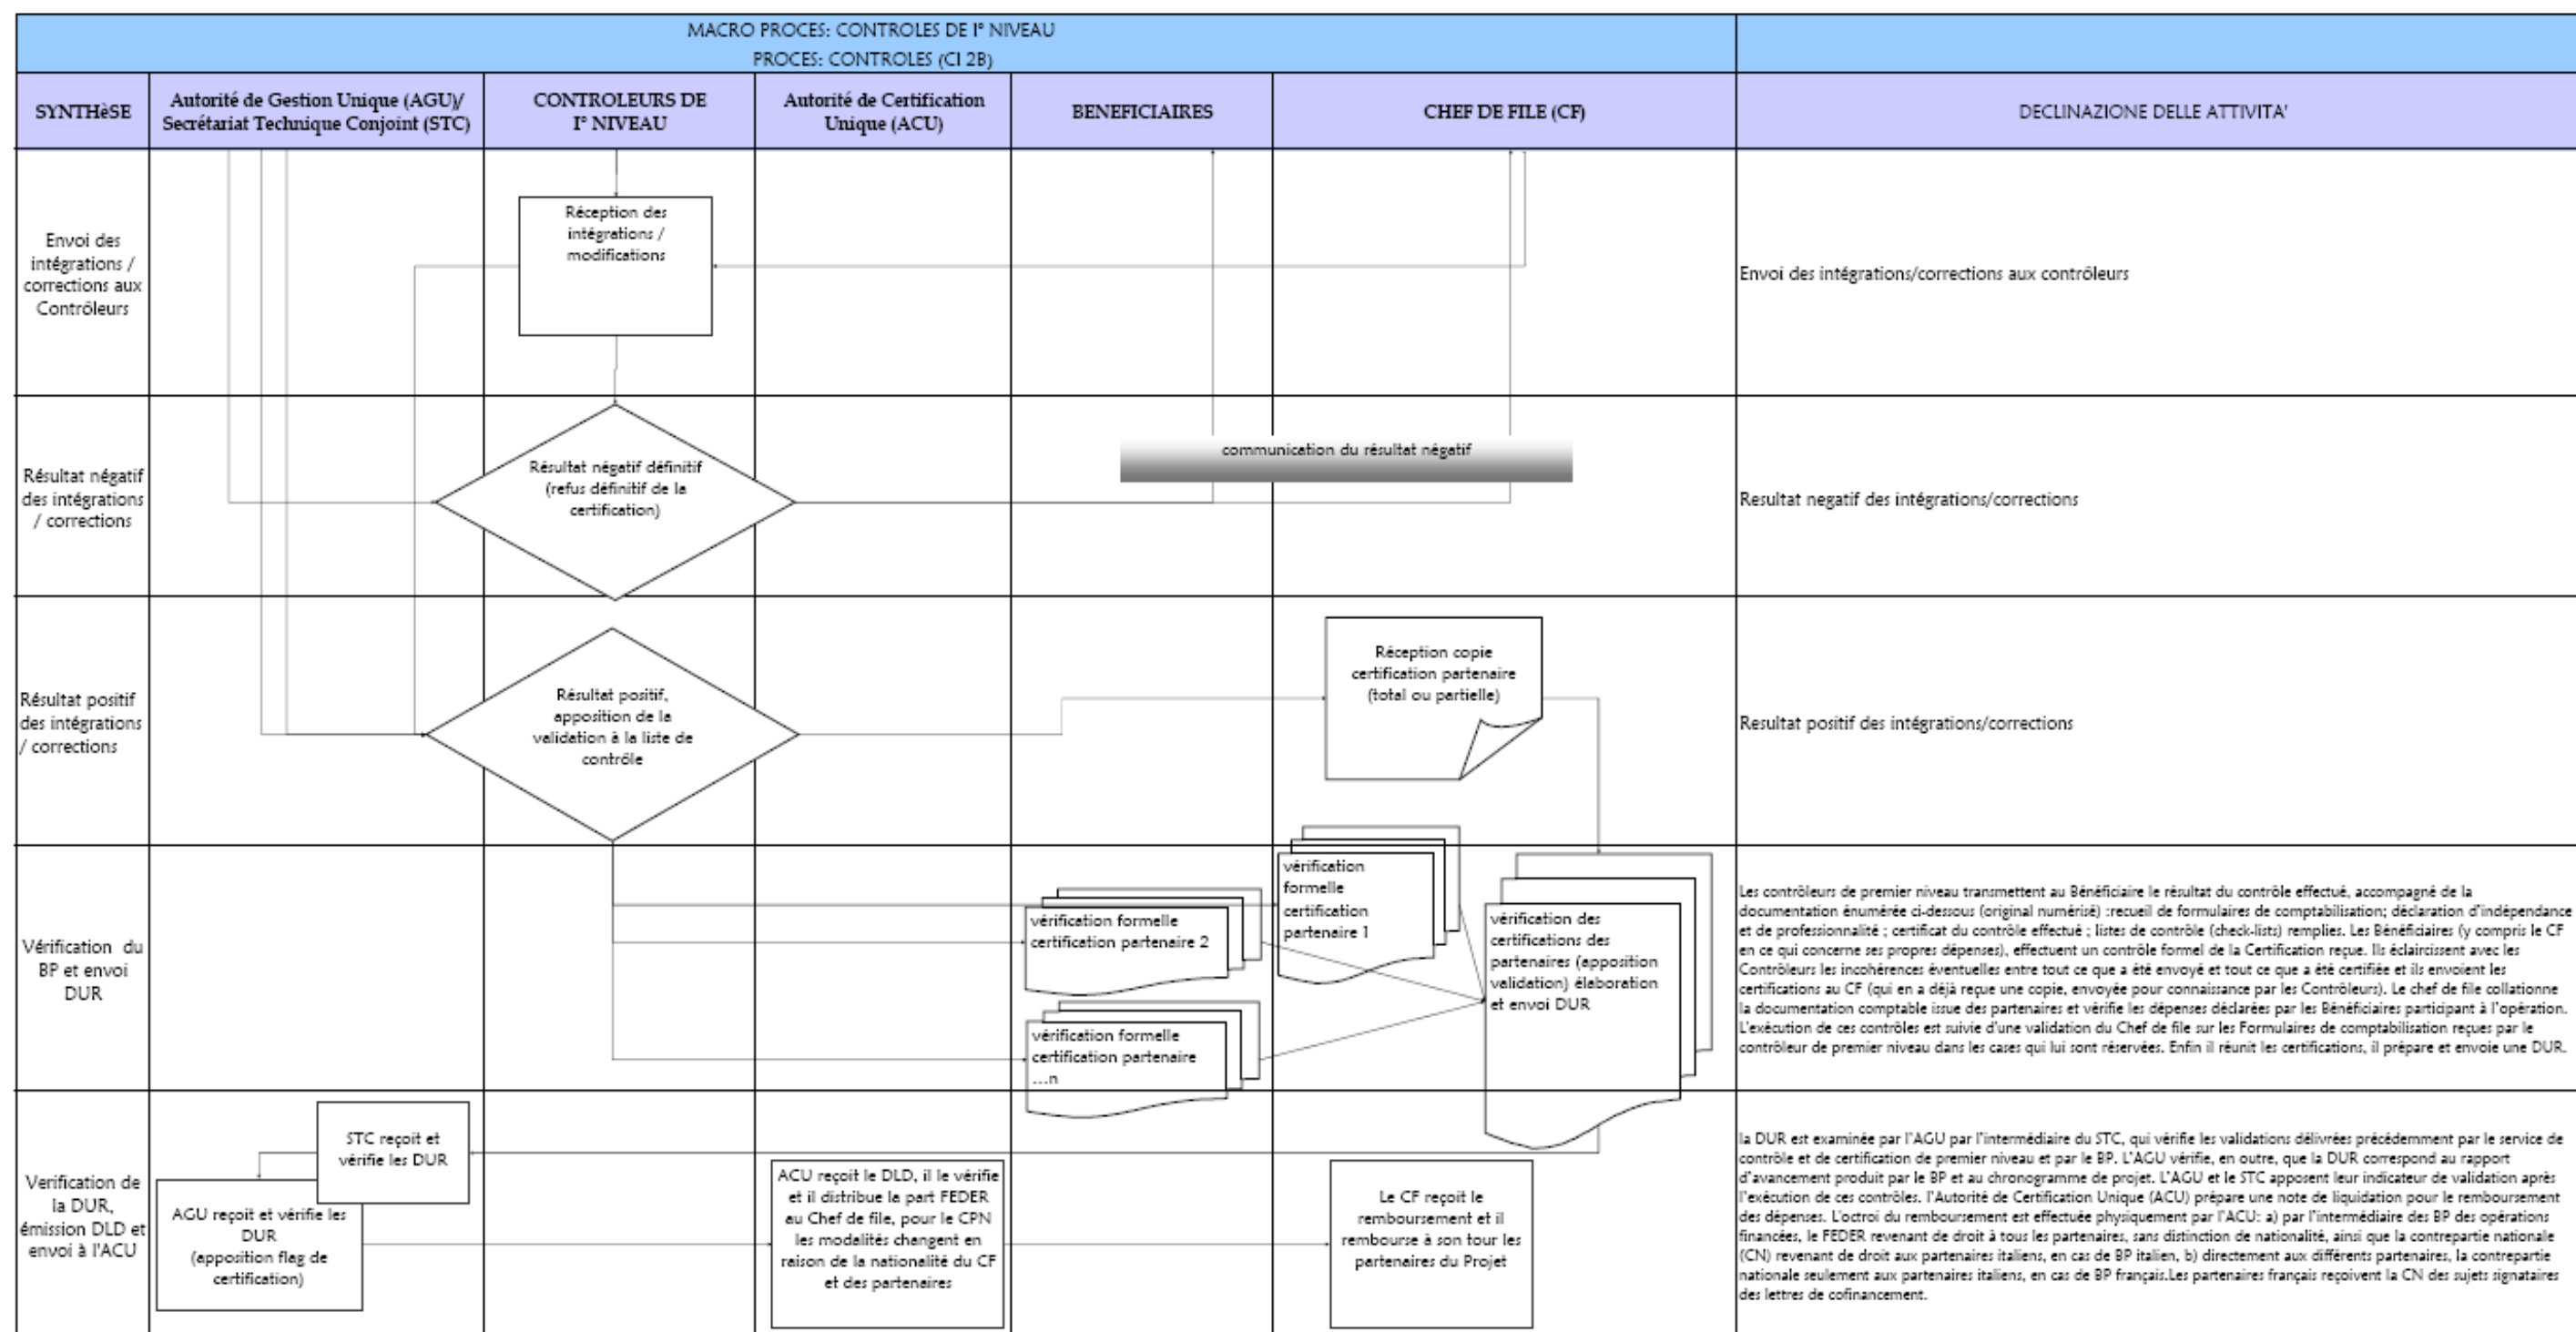 MACRO PROCES: CONTROLES DE I° NIVEAU
PROCES: CONTROLES (CI 2B)
SYNTHèSE
Autorité de Gestion Unique (AGU)/
Secrétariat Technique Conjoint (STC)
CONTROLEURS DE
I° NIVEAU
Autorité de Certification
Unique (ACU)
BENEFICIAIRES
CHEF DE FILE (CF)
DECLINAZIONE DELLE ATTIVITA'
Envoi des
intégrations /
corrections aux
Contrôleurs
Réception des
intégrations /
modifications
Envoi des intégrations/corrections aux contrôleurs
Résultat négatif
des intégrations
/ corrections
Résultat négatif définitif
(refus définitif de la
certification)
communication du résultat négatif
Resultat negatif des intégrations/corrections
Résultat positif
des intégrations
/ corrections
Résultat positif,
apposition de la
validation à la liste de
contrôle
Réception copie
certification partenaire
(total ou partielle)
Resultat positif des intégrations/corrections
Vérification du
BP et envoi
DUR
vérification formelle
certification partenaire 2
vérification formelle
certification partenaire
...n
vérification
formelle
certification
partenaire 1
vérification des
certifications des
partenaires (apposition
validation) élaboration
et envoi DUR
Les contrôleurs de premier niveau transmettent au Bénéficiaire le résultat du contrôle effectué, accompagné de la
documentation énumérée ci-dessous (original numérisé) :recueil de formulaires de comptabilisation; déclaration d'indépendance
et de professionnalité ; certificat du contrôle effectué ; listes de contrôle (check-lists) remplies. Les Bénéficiaires (y compris le CF
en ce qui concerne ses propres dépenses), effectuent un contrôle formel de la Certification reçue. Ils éclaircissent avec les
Contrôleurs les incohérences éventuelles entre tout ce que a été envoyé et tout ce que a été certifiée et ils envoient les
certifications au CF (qui en a déjà reçue une copie, envoyée pour connaissance par les Contrôleurs). Le chef de file collationne
la documentation comptable issue des partenaires et vérifie les dépenses déclarées par les Bénéficiaires participant à l'opération.
L'exécution de ces contrôles est suivie d'une validation du Chef de file sur les Formulaires de comptabilisation reçues par le
contrôleur de premier niveau dans les cases qui lui sont réservées. Enfin il réunit les certifications, il prépare et envoie une DUR.
Verification de
la DUR,
émission DLD et
envoi à l'ACU
STC reçoit et
vérifie les DUR
AGU reçoit et vérifie les
DUR
(apposition flag de
certification)
ACU reçoit le DLD, il le vérifie
et il distribue la part FEDER
au Chef de file, pour le CPN
les modalités changent en
raison de la nationalité du CF
et des partenaires
Le CF reçoit le
remboursement et il
rembourse à son tour les
partenaires du Projet
la DUR est examinée par l'AGU par l'intermédiaire du STC, qui vérifie les validations délivrées précédemment par le service de
contrôle et de certification de premier niveau et par le BP. L'AGU vérifie, en outre, que la DUR correspond au rapport
d'avancement produit par le BP et au chronogramme de projet. L'AGU et le STC apposent leur indicateur de validation après
l'exécution de ces contrôles. l'Autorité de Certification Unique (ACU) prépare une note de liquidation pour le remboursement
des dépenses. L'octroi du remboursement est effectuée physiquement par l'ACU: a) par l'intermédiaire des BP des opérations
financées, le FEDER revenant de droit à tous les partenaires, sans distinction de nationalité, ainsi que la contrepartie nationale
(CN) revenant de droit aux partenaires italiens, en cas de BP italien, b) directement aux différents partenaires, la contrepartie
nationale seulement aux partenaires italiens, en cas de BP français.Les partenaires français reçoivent la CN des sujets signataires
des lettres de cofinancement.